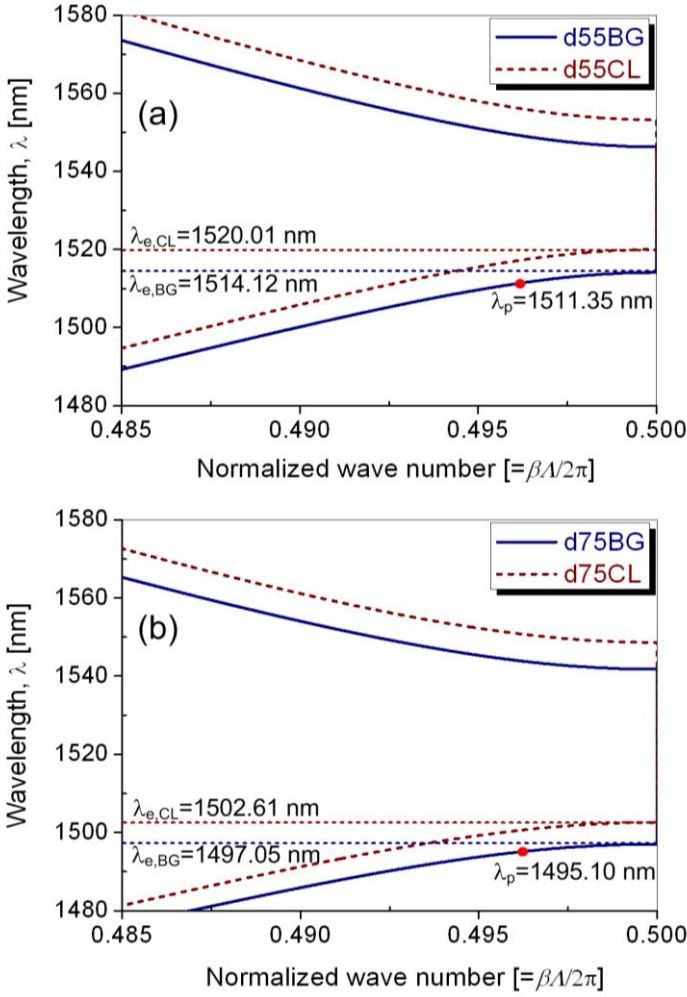 1580
1560
1540
1520
1500
1480
Wavelength, λ [nm]
(a)
d55BG
d55CL
λe,CL=1520.01 nm
λe,BG=1514.12 nm
λp=1511.35 nm
0.485 0.490 0.495 0.500
Normalized wave number [=βΛ/2π]
1580
1560
1540
1520
1500
1480
Wavelength, λ [nm]
(b)
d75BG
d75CL
λe,CL=1502.61 nm
λe,BG=1497.05 nm
λp=1495.10 nm
0.485 0.490 0.495 0.500
Normalized wave number [=βΛ/2π]